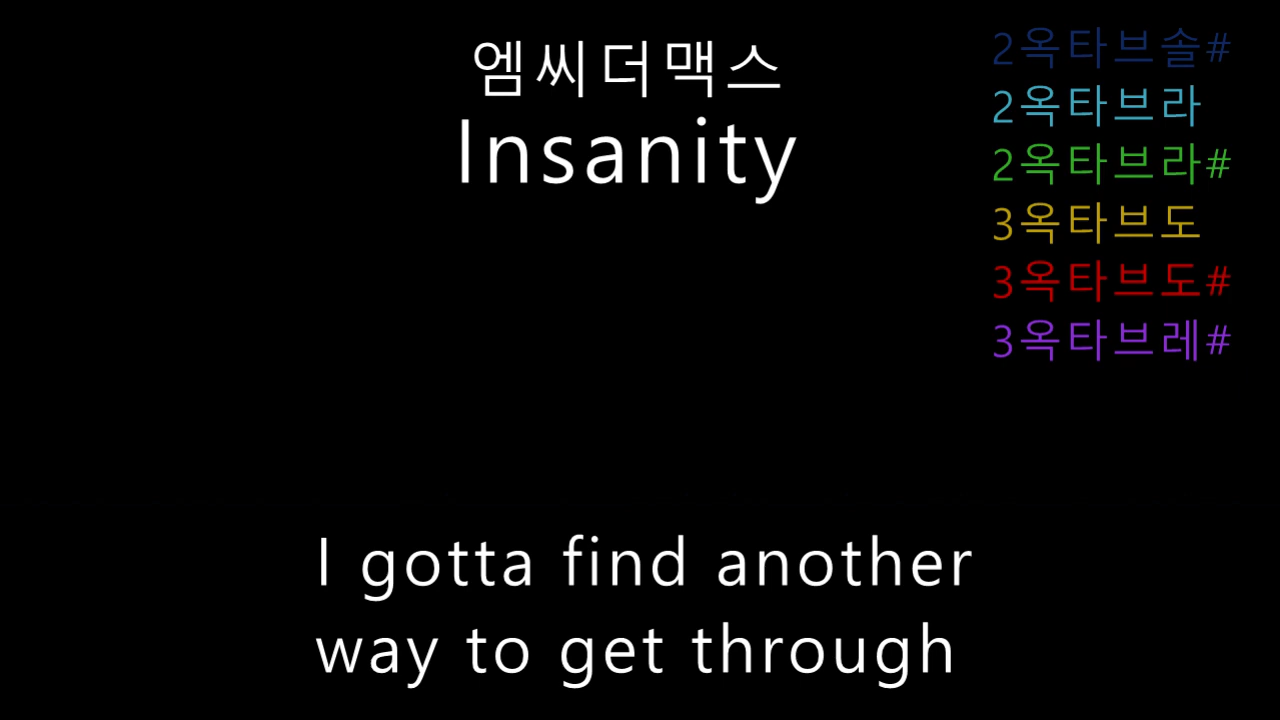 엠씨더맥스
Insanity
2옥타브솔#
2옥타브라
2옥타브라#
3옥타브도
3옥타브도#
3옥타브레#
I gotta find another
way to get through